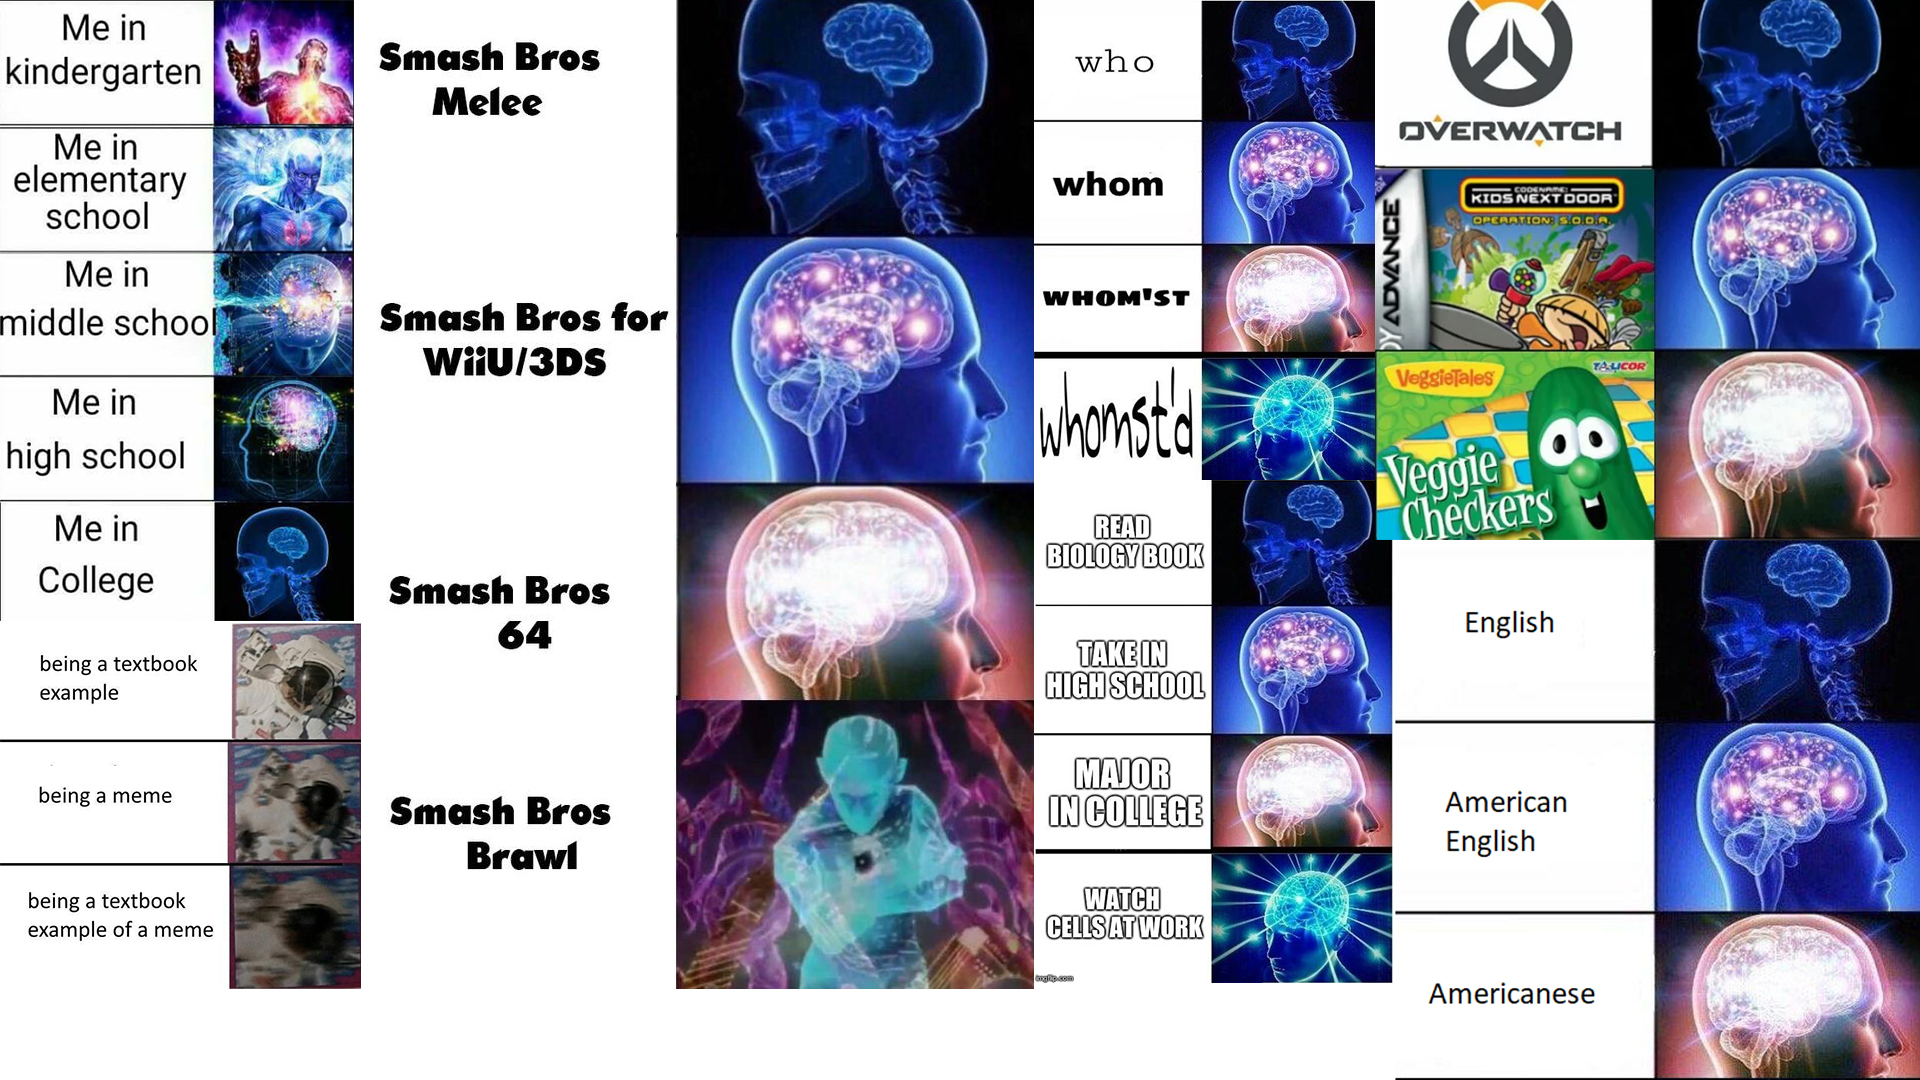 Me in
kindergarten
Me in
elementary
school
Me in
middle school
Me in
high school
Me in
College
being a textbook
example
being a meme
being a textbook
example of a meme
Smash Bros
Melee
Smash Bros for
WiiU/3DS
Smash Bros
64
Smash Bros
Brawl
who
whom
WHOM'ST
whomst'd
READ
BIOLOGY BOOK
TAKE IN
HIGH SCHOOL
MAJOR
IN COLLEGE
WATCH
CELLS AT WORK
imgflip.com
OVERWATCH
OY ADVANCE
CODENAME:
KIDS NEXT DOOR
OPERATION: S.O.D.A.
VeggieTales
TALICOR
Veggie
Checkers
English
American
English
Americanese